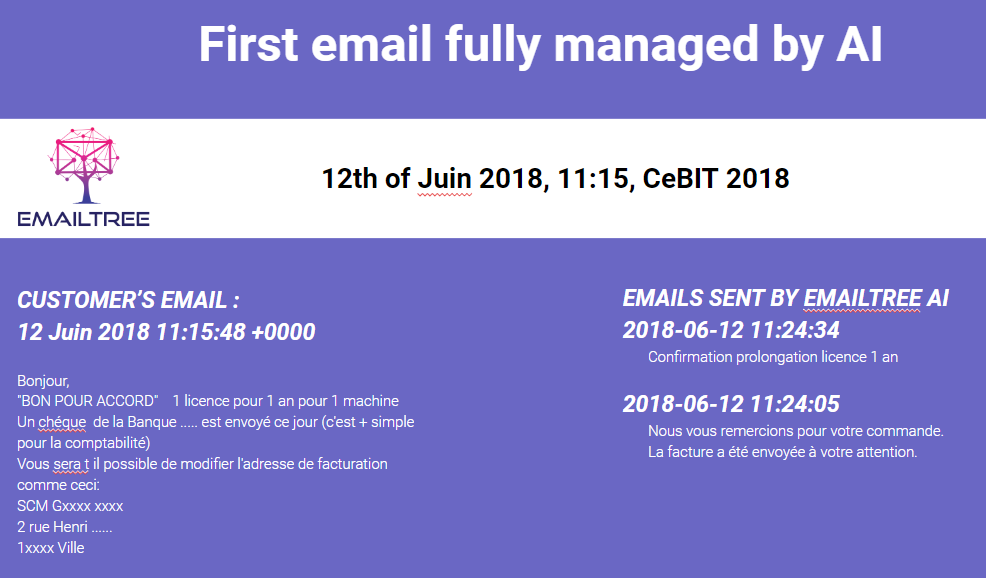 First email fully managed by AI
EMAILTREE
12th of Juin 2018, 11:15, CeBIT 2018
CUSTOMER’S EMAIL :
12 Juin 2018 11:15:48 +0000
Bonjour,
"BON POUR ACCORD"    1 licence pour 1 an pour 1 machine
Un chéque  de la Banque ..... est envoyé ce jour (c'est + simple
pour la comptabilité)
Vous sera t il possible de modifier l'adresse de facturation
comme ceci:
SCM Gxxxx xxxx
2 rue Henri ......
1xxxx Ville
EMAILS SENT BY EMAILTREE AI
2018-06-12 11:24:34
Confirmation prolongation licence 1 an
2018-06-12 11:24:05
Nous vous remercions pour votre commande.
La facture a été envoyée à votre attention.